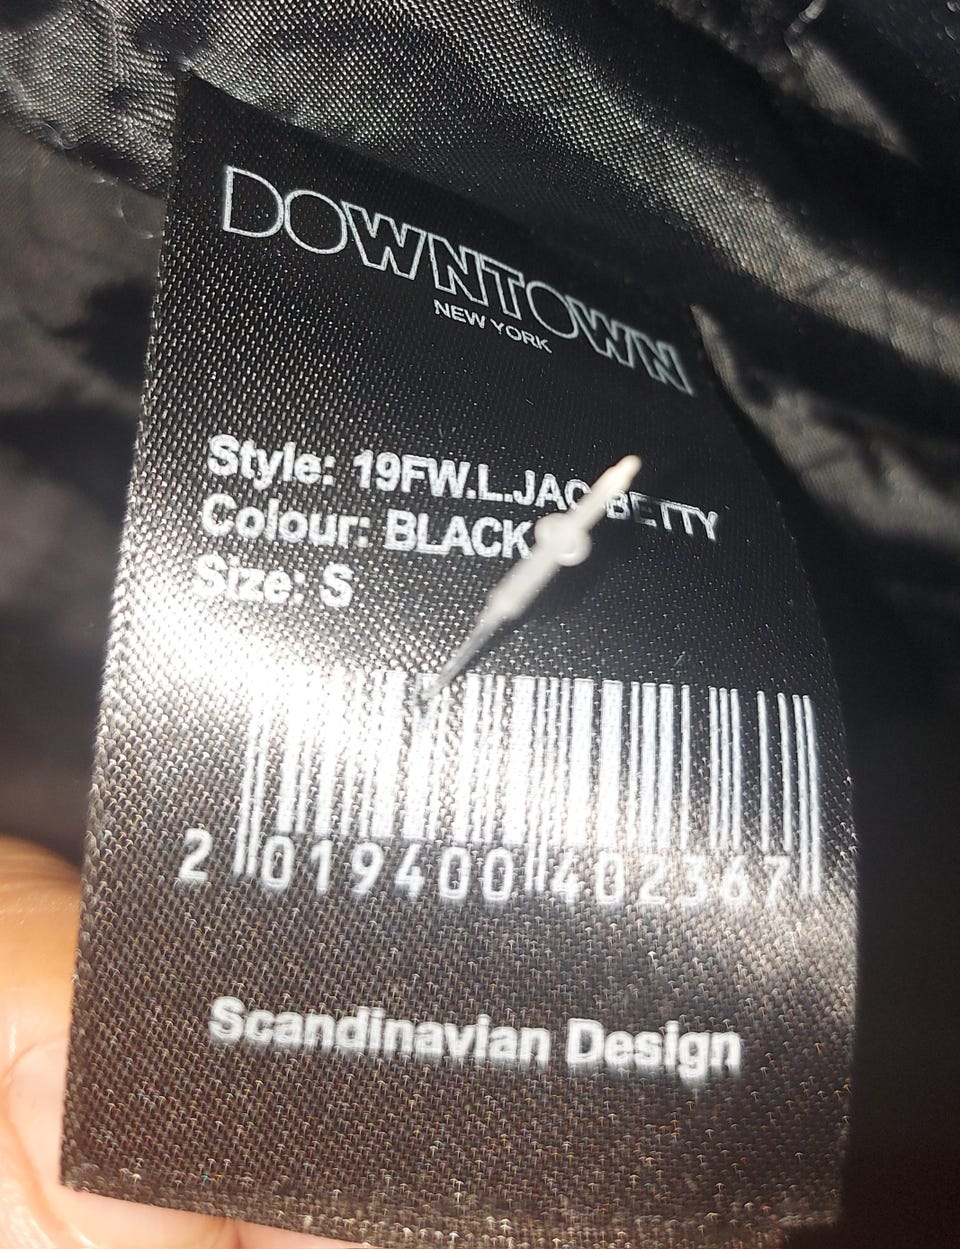 DOWNTOWN
NEW YORK
Style: 19FW.L.JAC BETTY
Colour: BLACK
Size: S
2 019400 402367
Scandinavian Design